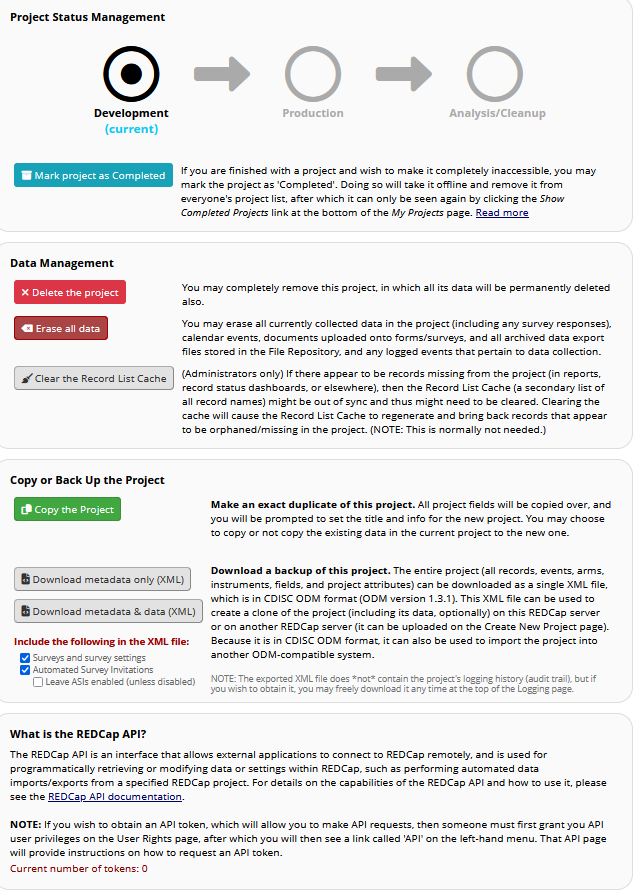 Project Status Management
Development
(current)
Production
Analysis/Cleanup
Mark project as Completed
If you are finished with a project and wish to make it completely inaccessible, you may
mark the project as 'Completed'. Doing so will take it offline and remove it from
everyone's project list, after which it can only be seen again by clicking the Show
Completed Projects link at the bottom of the My Projects page. Read more
Data Management
Delete the project
You may completely remove this project, in which all its data will be permanently deleted
also.
Erase all data
You may erase all currently collected data in the project (including any survey responses),
calendar events, documents uploaded onto forms/surveys, and all archived data export
files stored in the File Repository, and any logged events that pertain to data collection.
Clear the Record List Cache
(Administrators only) If there appear to be records missing from the project (in reports,
record status dashboards, or elsewhere), then the Record List Cache (a secondary list of
all record names) might be out of sync and thus might need to be cleared. Clearing the
cache will cause the Record List Cache to regenerate and bring back records that appear
to be orphaned/missing in the project. (NOTE: This is normally not needed.)
Copy or Back Up the Project
Copy the Project
Make an exact duplicate of this project. All project fields will be copied over, and
you will be prompted to set the title and info for the new project. You may choose
to copy or not copy the existing data in the current project to the new one.
Download metadata only (XML)
Download metadata & data (XML)
Include the following in the XML file:
Surveys and survey settings
Automated Survey Invitations
Leave ASIs enabled (unless disabled)
Download a backup of this project. The entire project (all records, events, arms,
instruments, fields, and project attributes) can be downloaded as a single XML file,
which is in CDISC ODM format (ODM version 1.3.1). This XML file can be used to
create a clone of the project (including its data, optionally) on this REDCap server
or on another REDCap server (it can be uploaded on the Create New Project page).
Because it is in CDISC ODM format, it can also be used to import the project into
another ODM-compatible system.
NOTE: The exported XML file does *not* contain the project's logging history (audit trail), but if
you wish to obtain it, you may freely download it any time at the top of the Logging page.
What is the REDCap API?
The REDCap API is an interface that allows external applications to connect to REDCap remotely, and is used for
programmatically retrieving or modifying data or settings within REDCap, such as performing automated data
imports/exports from a specified REDCap project. For details on the capabilities of the REDCap API and how to use it, please
see the REDCap API documentation.
NOTE: If you wish to obtain an API token, which will allow you to make API requests, then someone must first grant you API
user privileges on the User Rights page, after which you will then see a link called 'API' on the left-hand menu. That API page
will provide instructions on how to request an API token.
Current number of tokens: 0